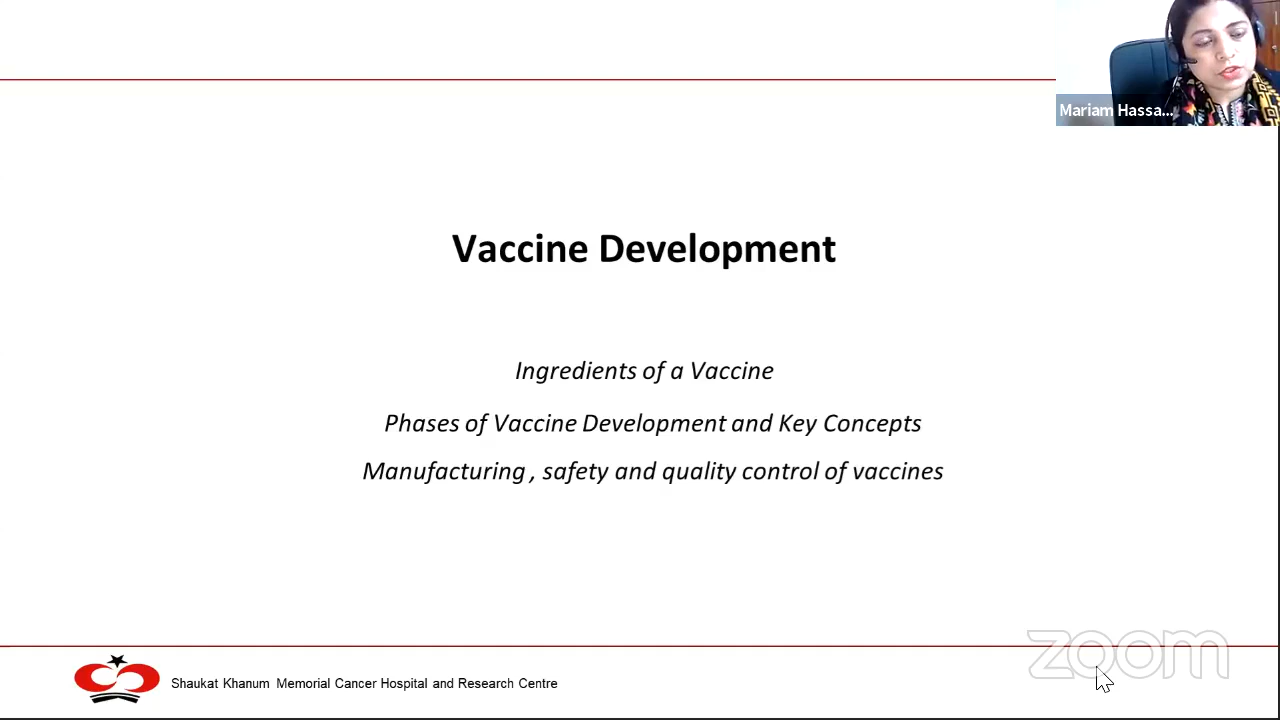 Mariam Hassa...
Vaccine Development
Ingredients of a Vaccine
Phases of Vaccine Development and Key Concepts
Manufacturing , safety and quality control of vaccines
zoom
Shaukat Khanum Memorial Cancer Hospital and Research Centre